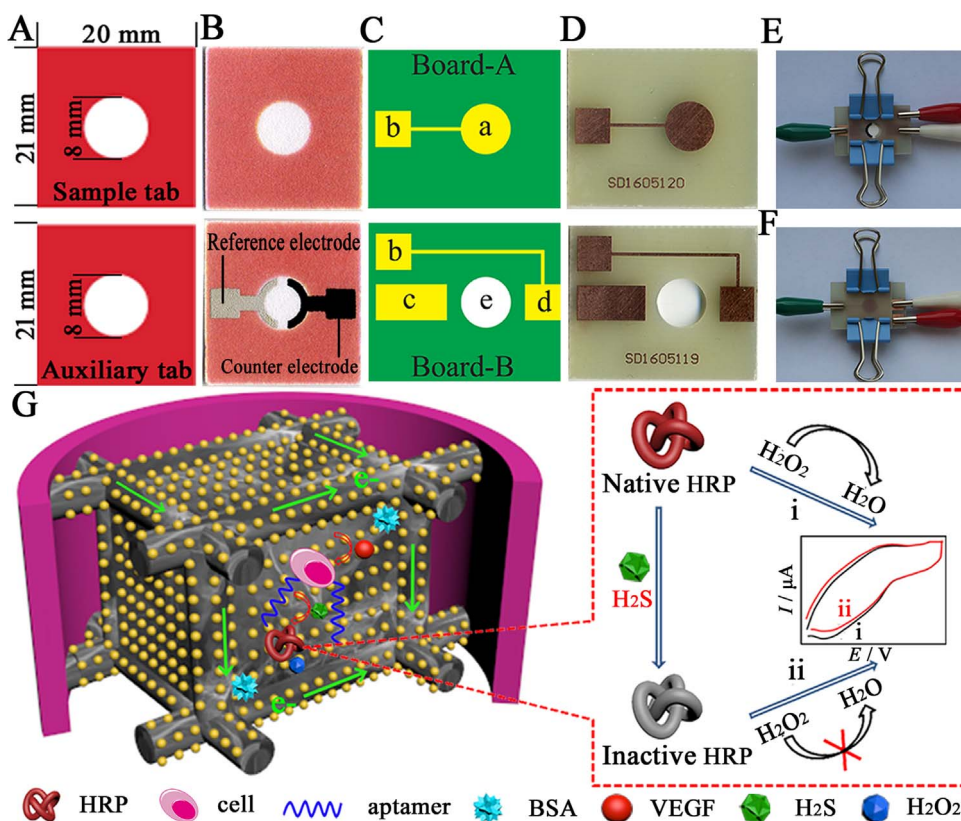 A
20 mm
B
C
D
E
21 mm
8 mm
Sample tab
Board-A
b
a
SD1605120
F
21 mm
8 mm
Auxiliary tab
Reference electrode
Counter electrode
b
c
e
d
Board-B
SD1605119
G
e-
e-
Native HRP
H₂O₂
H₂O
i
H₂S
I / μA
ii
i
E / V
ii
Inactive HRP
H₂O₂
H₂O
HRP
cell
aptamer
BSA
VEGF
H₂S
H₂O₂